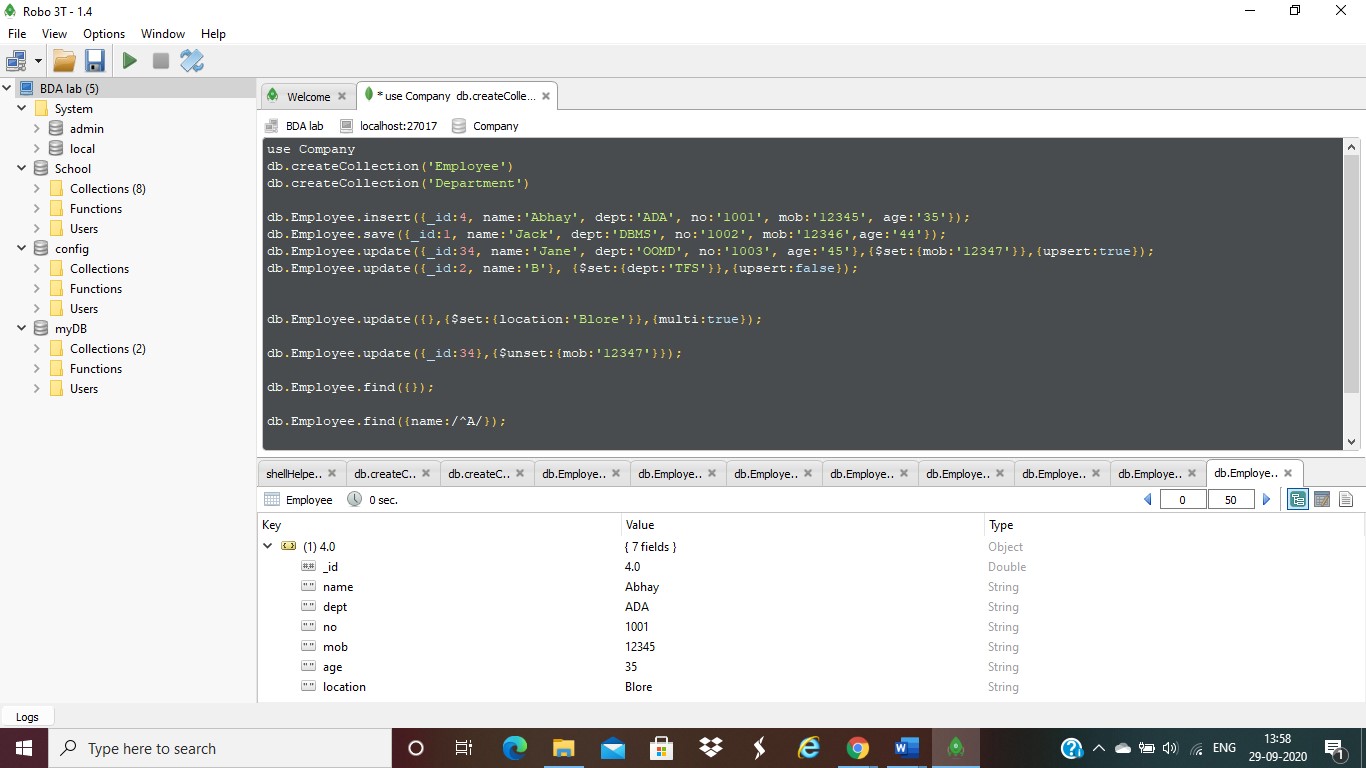 Robo 3T - 1.4
File View Options Window Help
BDA lab (5)
System
admin
local
School
Collections (8)
Functions
Users
config
Collections
Functions
Users
myDB
Collections (2)
Functions
Users
Welcome
* use Company db.createColle...
BDA lab localhost:27017 Company
use Company
db.createCollection('Employee')
db.createCollection('Department')
db.Employee.insert({_id:4, name:'Abhay', dept:'ADA', no:'1001', mob:'12345', age:'35'});
db.Employee.save({_id:1, name:'Jack', dept:'DBMS', no:'1002', mob:'12346',age:'44'});
db.Employee.update({_id:34, name:'Jane', dept:'OOMD', no:'1003', age:'45'},{$set:{mob:'12347'}},{upsert:true});
db.Employee.update({_id:2, name:'B'}, {$set:{dept:'TFS'}},{upsert:false});
db.Employee.update({},{$set:{location:'Blore'}},{multi:true});
db.Employee.update({_id:34},{$unset:{mob:'12347'}});
db.Employee.find({});
db.Employee.find({name:/^A/});
shellHelpe.. db.createC.. db.createC.. db.Employe.. db.Employe.. db.Employe.. db.Employe.. db.Employe.. db.Employe.. db.Employe.. db.Employe..
Employee 0 sec. 0 50
Key Value Type
(1) 4.0 { 7 fields } Object
_id 4.0 Double
name Abhay String
dept ADA String
no 1001 String
mob 12345 String
age 35 String
location Blore String
Logs
Type here to search
ENG
13:58
29-09-2020
1